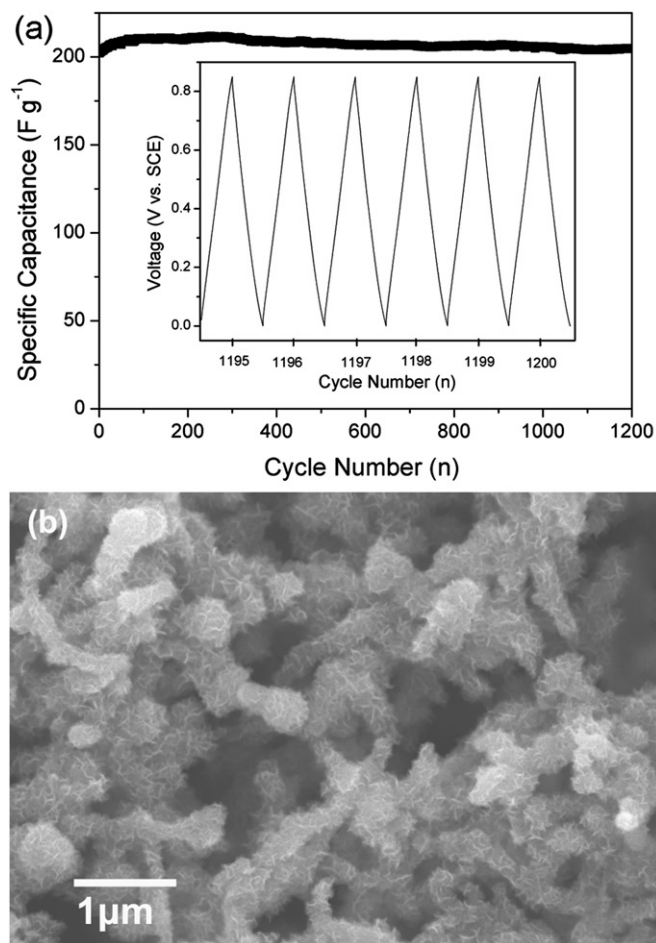 (a)
Specific Capacitance (F g⁻¹)
200
150
100
50
0
0 200 400 600 800 1000 1200
Cycle Number (n)
Voltage (V vs. SCE)
0.8
0.6
0.4
0.2
0.0
1195 1196 1197 1198 1199 1200
Cycle Number (n)
(b)
1μm